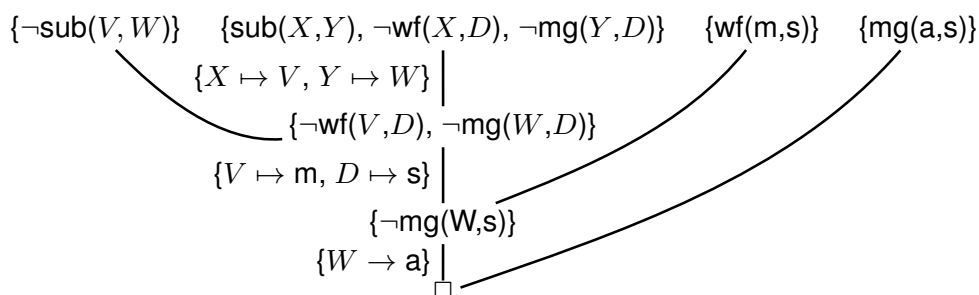 {¬sub(V, W)} {sub(X,Y), ¬wf(X,D), ¬mg(Y,D)} {wf(m,s)} {mg(a,s)}
{X ↦ V, Y ↦ W}
{¬wf(V,D), ¬mg(W,D)}
{V ↦ m, D ↦ s}
{¬mg(W,s)}
{W → a}
□